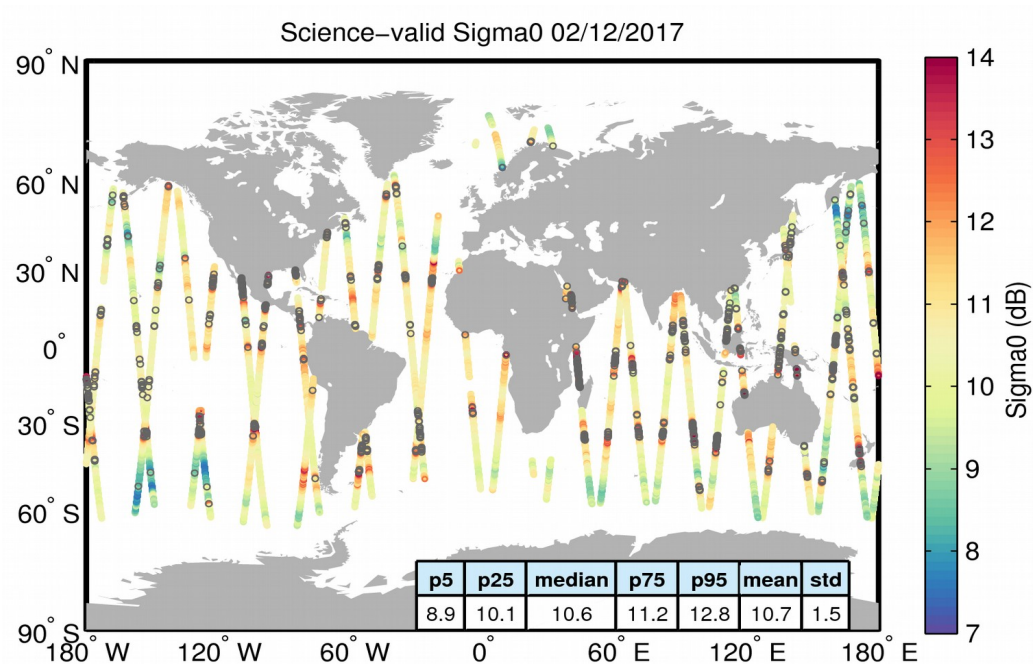 Science−valid Sigma0 02/12/2017
90° N
60° N
30° N
0°
30° S
60° S
90° S
180° W
120° W
60° W
0°
60° E
120° E
180° E
14
13
12
11
10
9
8
7
Sigma0 (dB)
p5 p25 median p75 p95 mean std
8.9 10.1 10.6 11.2 12.8 10.7 1.5